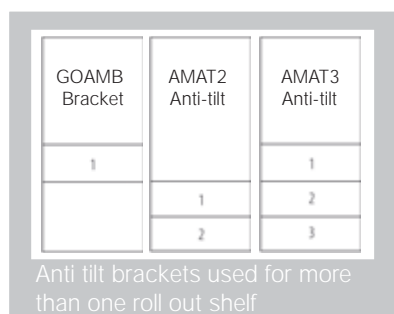 GOAMB AMAT2 AMAT3
Bracket Anti-tilt Anti-tilt
1 1
1 2
2 3
Anti tilt brackets used for more
than one roll out shelf